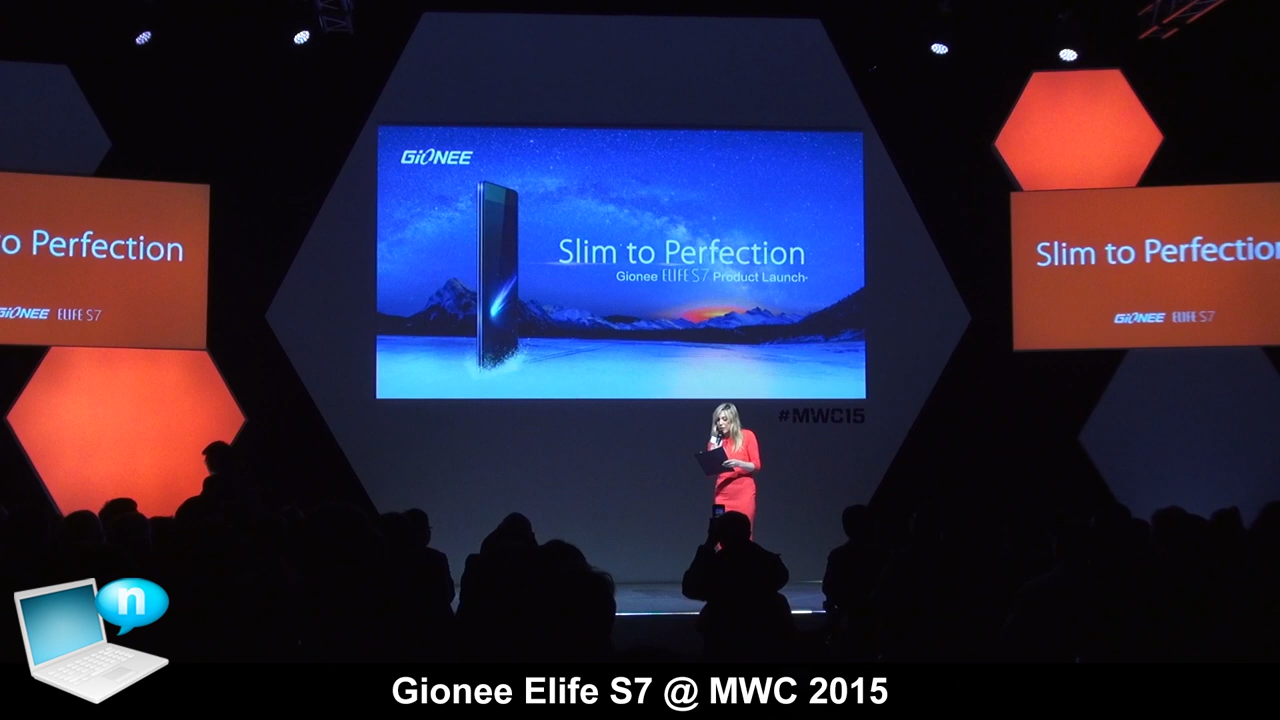 GiONEE
Slim to Perfection
Gionee ELIFE S7 Product Launch
to Perfection
GiONEE ELIFE S7
Slim to Perfection
GiONEE ELIFE S7
#MWC15
n
Gionee Elife S7 @ MWC 2015